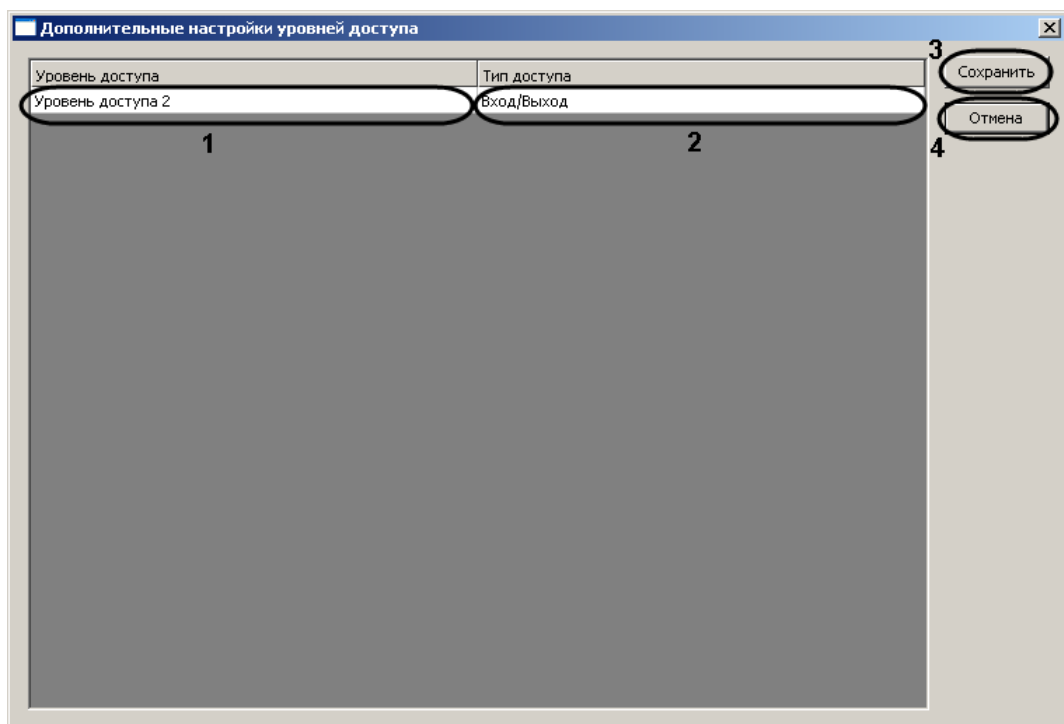 Дополнительные настройки уровней доступа
3
Уровень доступа Тип доступа Сохранить
Уровень доступа 2 Вход/Выход Отмена
1 2 4